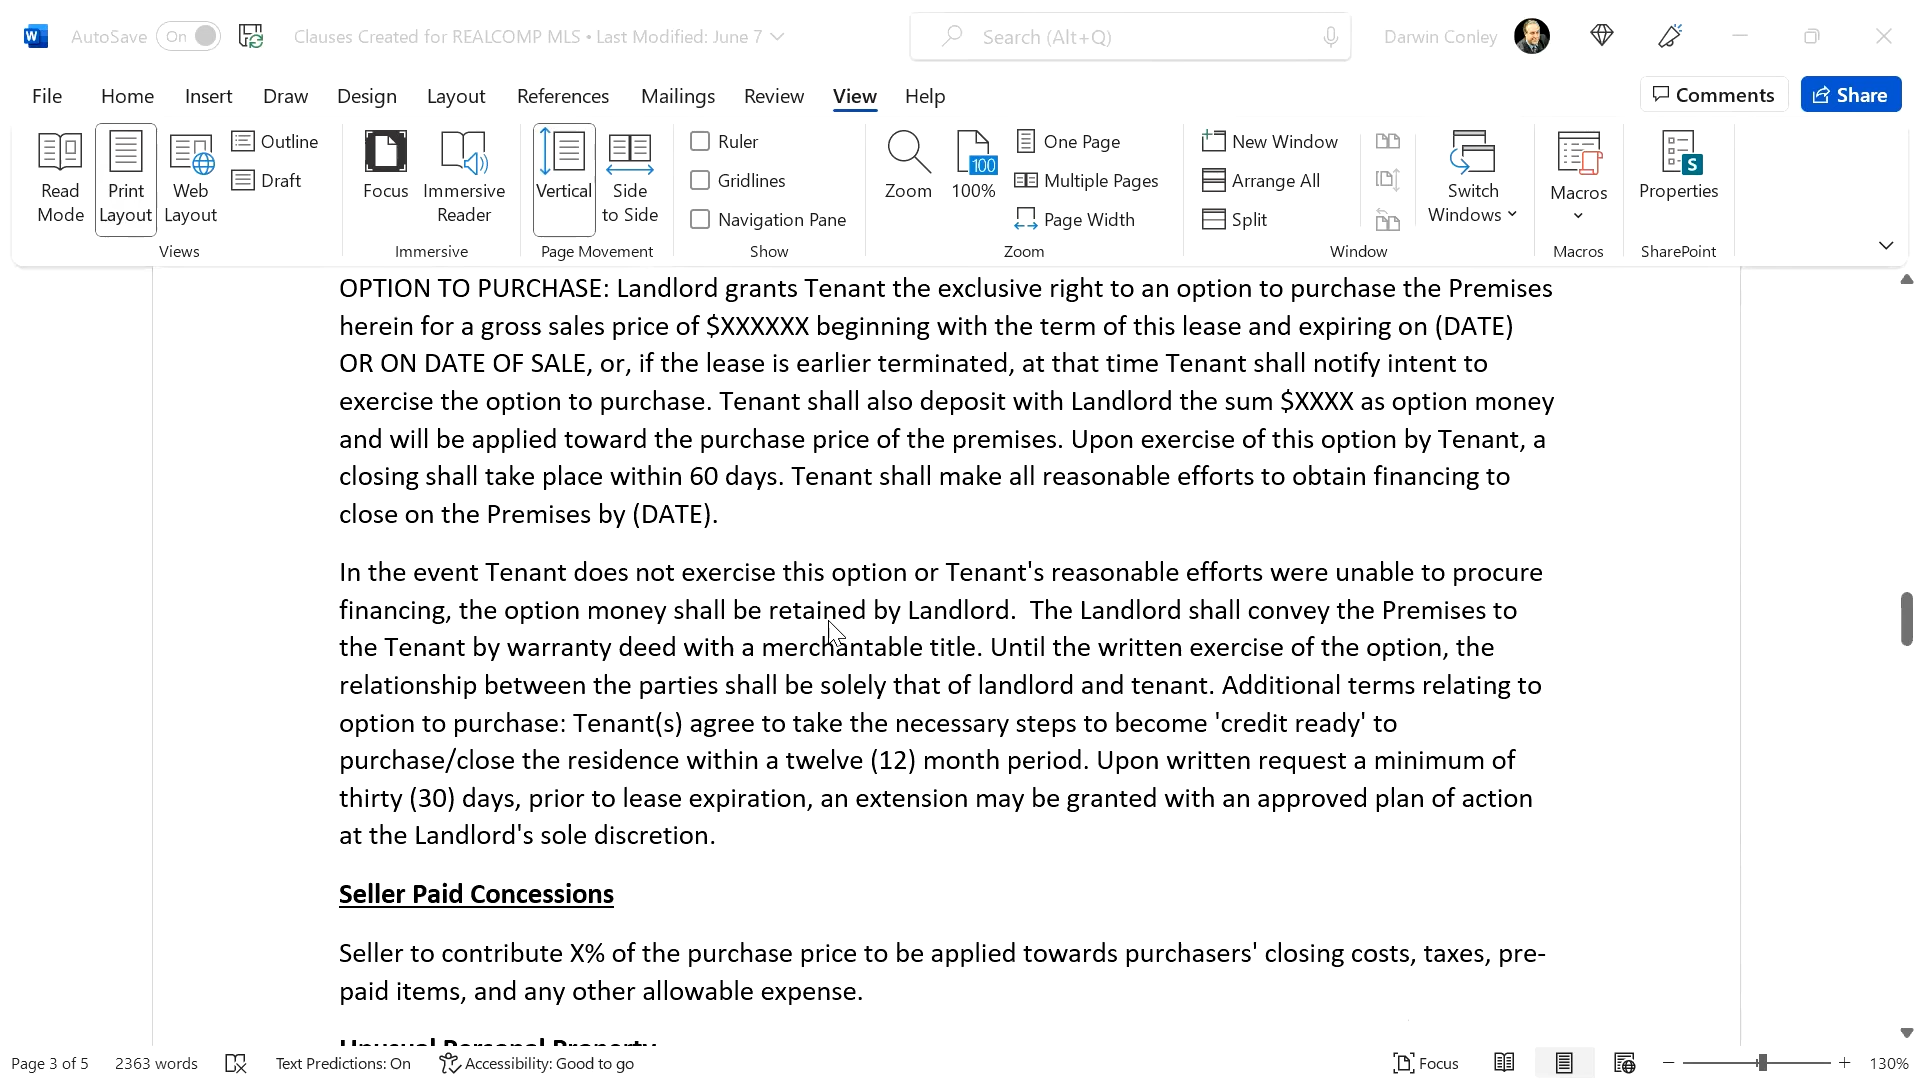 W AutoSave On Clauses Created for REALCOMP MLS • Last Modified: June 7 Search (Alt+Q) Darwin Conley
File Home Insert Draw Design Layout References Mailings Review View Help Comments Share
Read Mode
Print Layout
Web Layout
Outline
Draft
Views
Focus
Immersive Reader
Immersive
Vertical
Side to Side
Page Movement
Ruler
Gridlines
Navigation Pane
Show
Zoom
100
100%
One Page
Multiple Pages
Page Width
Zoom
New Window
Arrange All
Split
Switch Windows
Window
Macros
Macros
S
Properties
SharePoint
OPTION TO PURCHASE: Landlord grants Tenant the exclusive right to an option to purchase the Premises
herein for a gross sales price of $XXXXXX beginning with the term of this lease and expiring on (DATE)
OR ON DATE OF SALE, or, if the lease is earlier terminated, at that time Tenant shall notify intent to
exercise the option to purchase. Tenant shall also deposit with Landlord the sum $XXXX as option money
and will be applied toward the purchase price of the premises. Upon exercise of this option by Tenant, a
closing shall take place within 60 days. Tenant shall make all reasonable efforts to obtain financing to
close on the Premises by (DATE).
In the event Tenant does not exercise this option or Tenant's reasonable efforts were unable to procure
financing, the option money shall be retained by Landlord.  The Landlord shall convey the Premises to
the Tenant by warranty deed with a merchantable title. Until the written exercise of the option, the
relationship between the parties shall be solely that of landlord and tenant. Additional terms relating to
option to purchase: Tenant(s) agree to take the necessary steps to become 'credit ready' to
purchase/close the residence within a twelve (12) month period. Upon written request a minimum of
thirty (30) days, prior to lease expiration, an extension may be granted with an approved plan of action
at the Landlord's sole discretion.
Seller Paid Concessions
Seller to contribute X% of the purchase price to be applied towards purchasers' closing costs, taxes, pre-
paid items, and any other allowable expense.
Unusual Personal Property
Page 3 of 5 2363 words Text Predictions: On Accessibility: Good to go Focus 130%